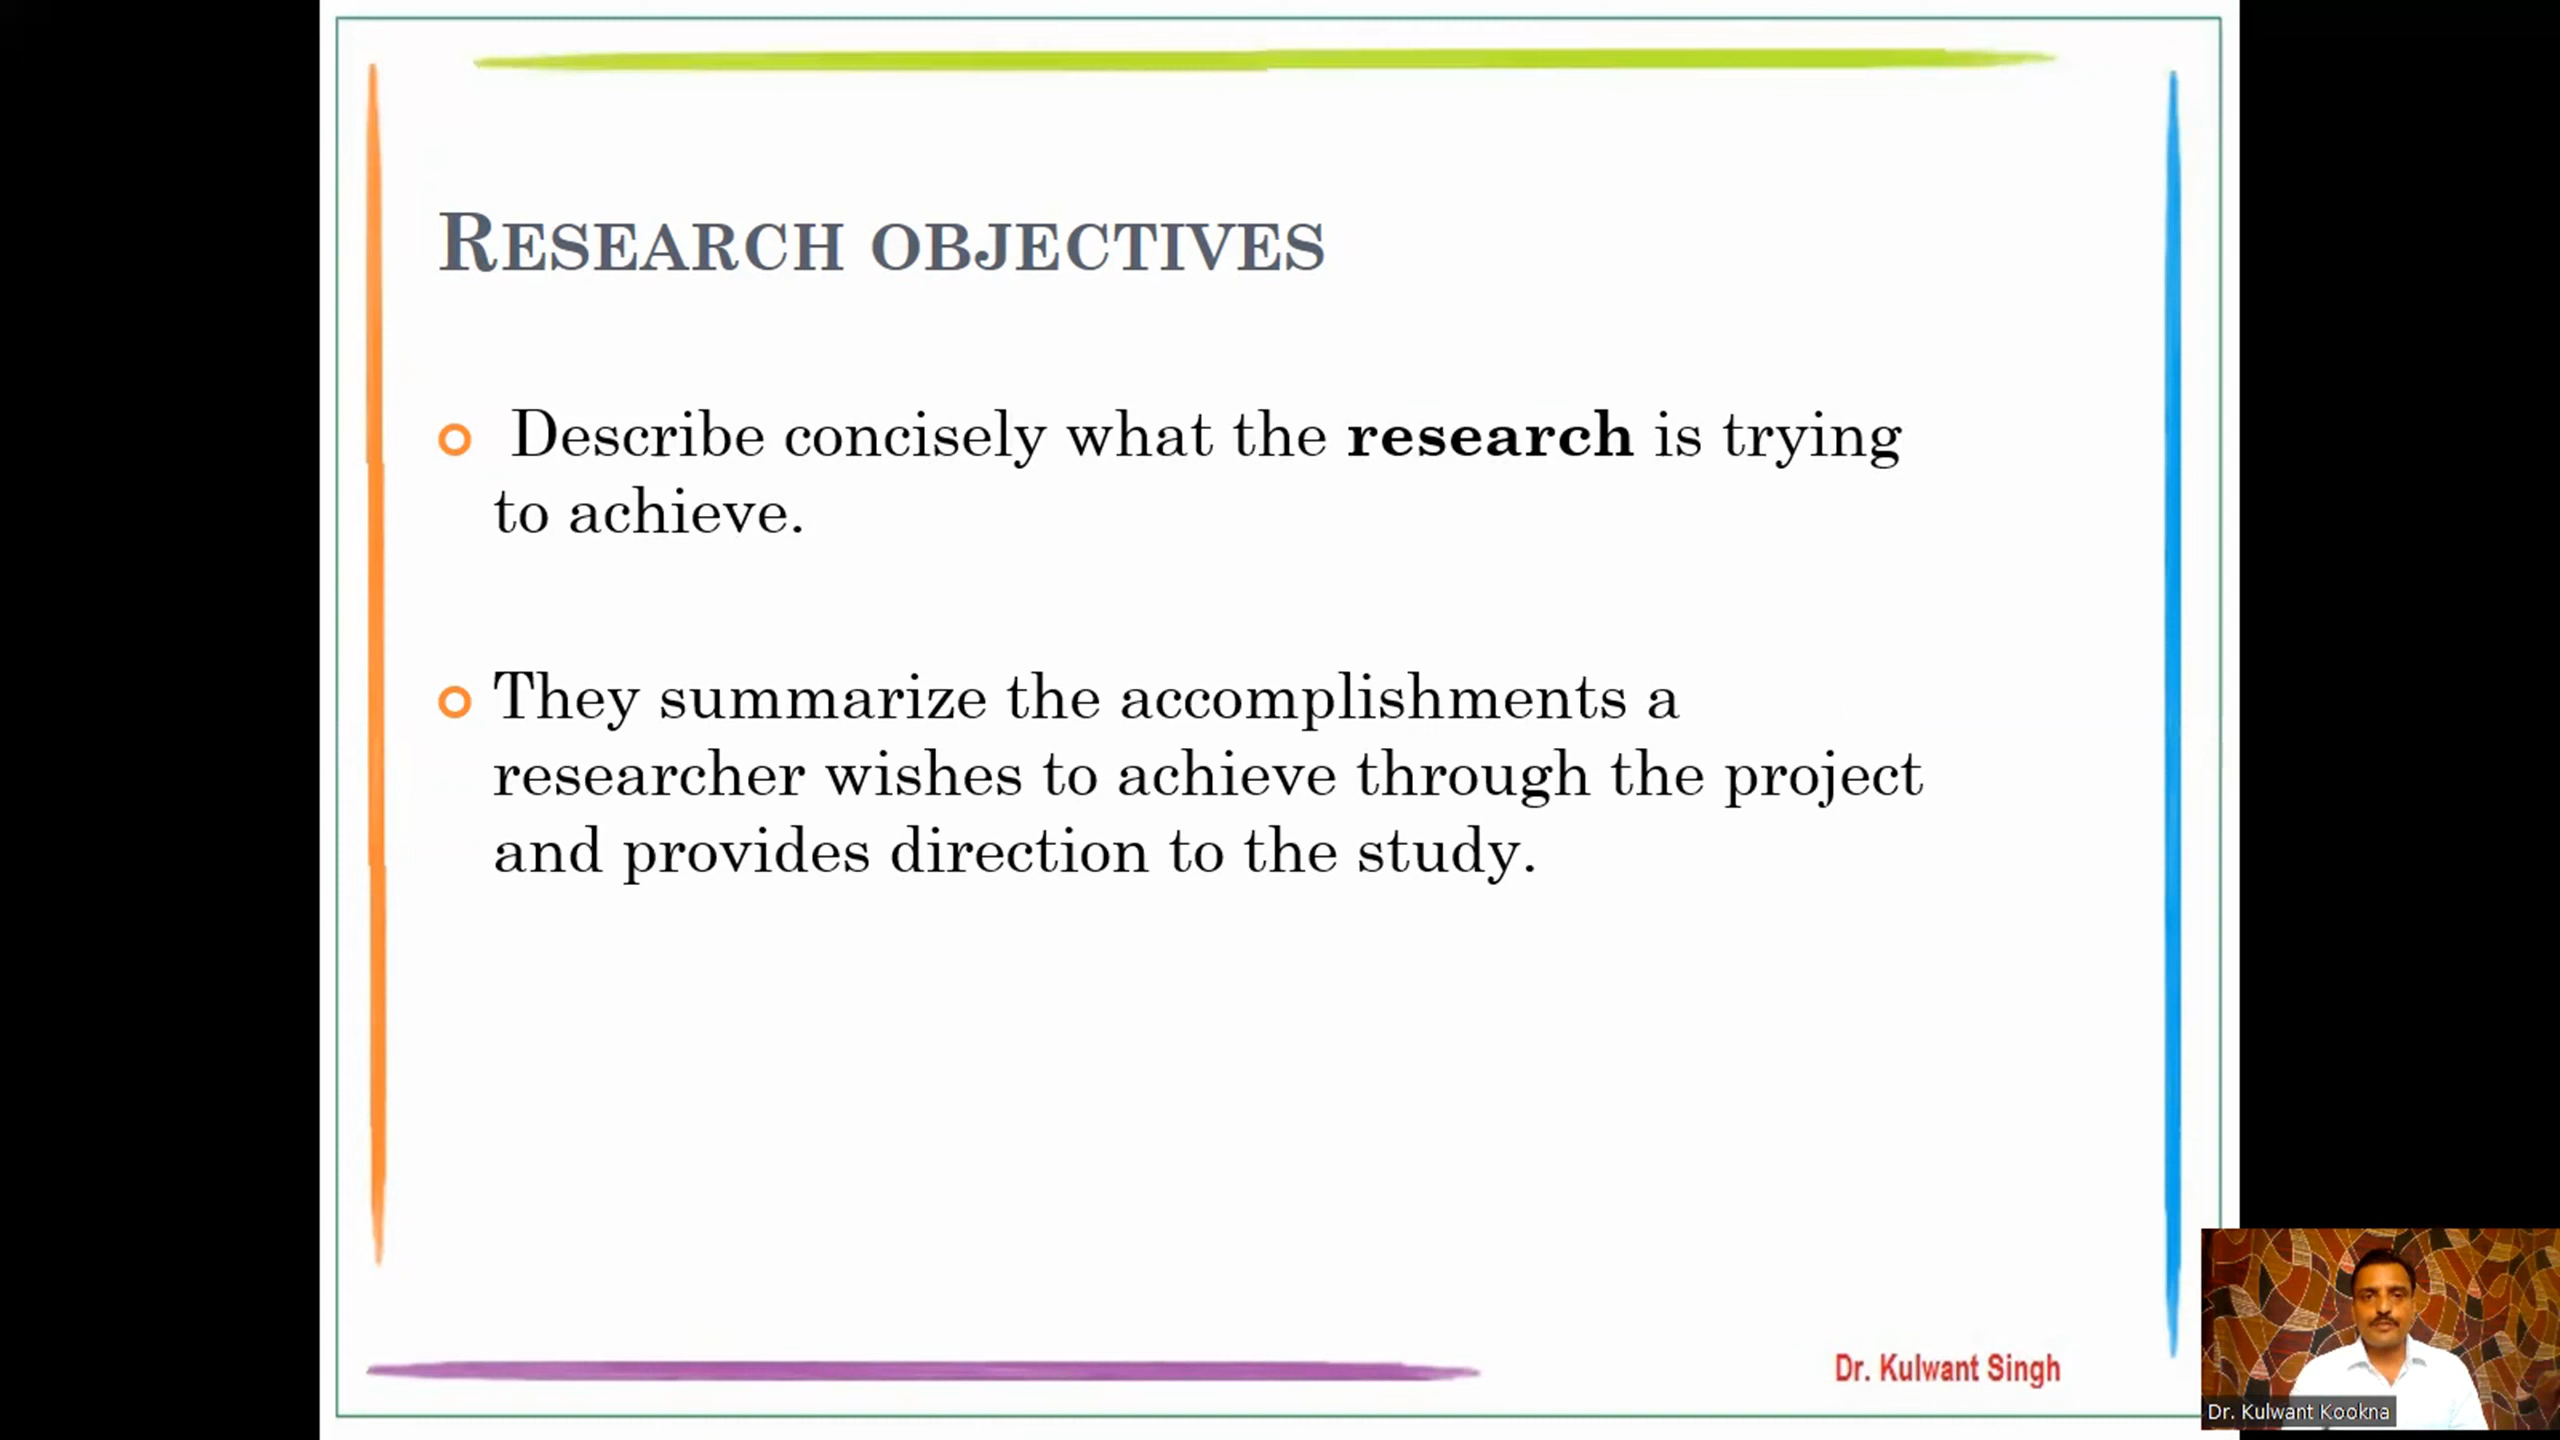 RESEARCH OBJECTIVES
Describe concisely what the research is trying
to achieve.
They summarize the accomplishments a
researcher wishes to achieve through the project
and provides direction to the study.
Dr. Kulwant Singh
Dr. Kulwant Kookna